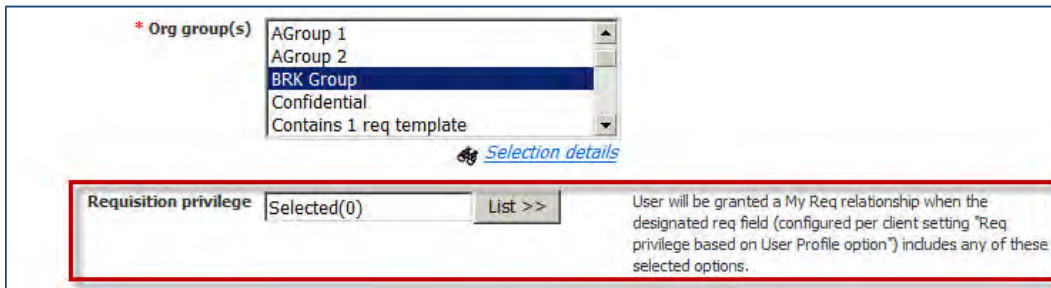 * Org group(s)
AGroup 1
AGroup 2
BRK Group
Confidential
Contains 1 req template
Selection details
Requisition privilege
Selected(0)
List >>
User will be granted a My Req relationship when the
designated req field (configured per client setting "Req
privilege based on User Profile option") includes any of these
selected options.